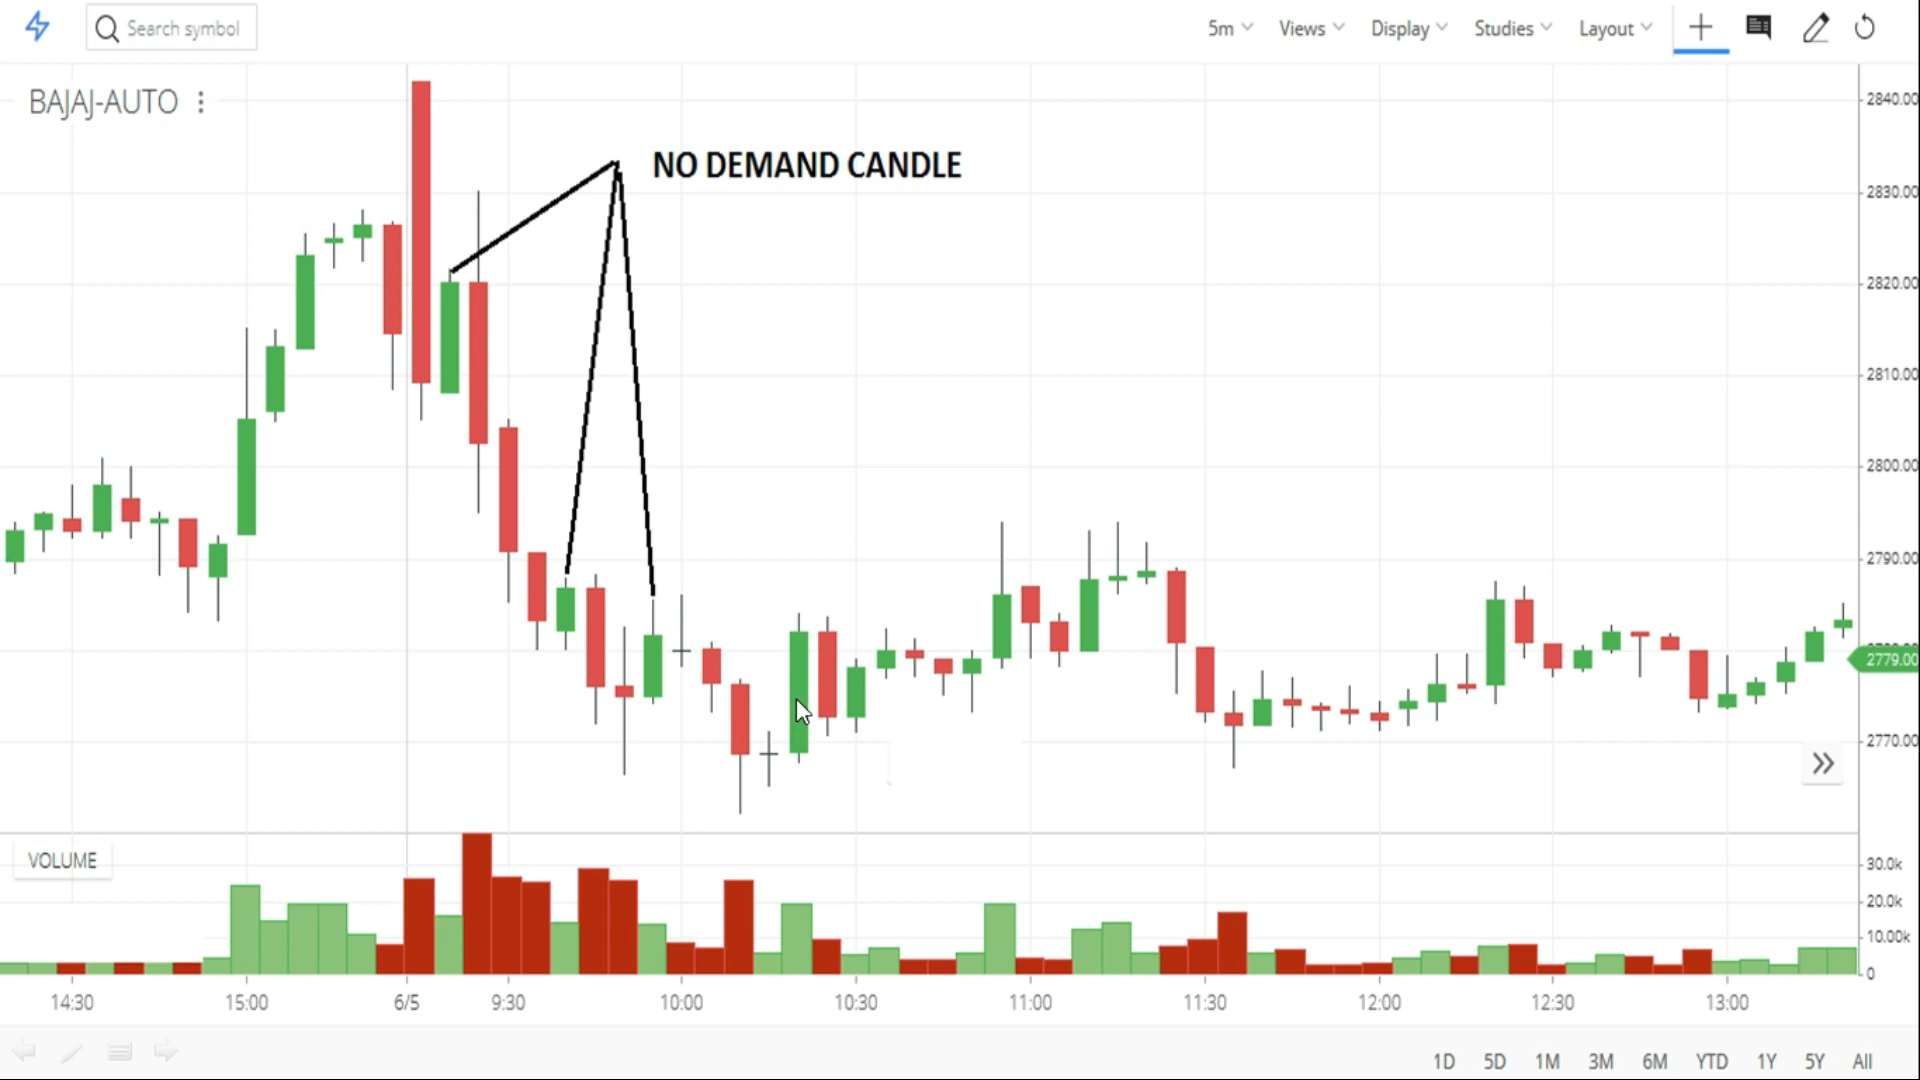 Search symbol
5m Views Display Studies Layout
BAJAJ-AUTO
NO DEMAND CANDLE
2840.00
2830.00
2820.00
2810.00
2800.00
2790.00
2779.00
2770.00
VOLUME
30.0k
20.0k
10.00k
0
14:30 15:00 6/5 9:30 10:00 10:30 11:00 11:30 12:00 12:30 13:00
1D 5D 1M 3M 6M YTD 1Y 5Y All